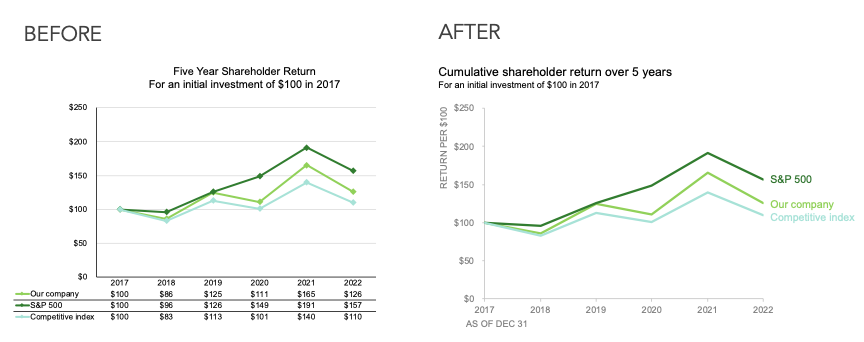 BEFORE
Five Year Shareholder Return
For an initial investment of $100 in 2017
$250
$200
$150
$100
$50
$0
2017 2018 2019 2020 2021 2022
Our company $100 $86 $125 $111 $165 $126
S&P 500 $100 $96 $126 $149 $191 $157
Competitive index $100 $83 $113 $101 $140 $110
AFTER
Cumulative shareholder return over 5 years
For an initial investment of $100 in 2017
RETURN PER $100
$250
$200
$150
$100
$50
$0
S&P 500
Our company
Competitive index
2017 2018 2019 2020 2021 2022
AS OF DEC 31